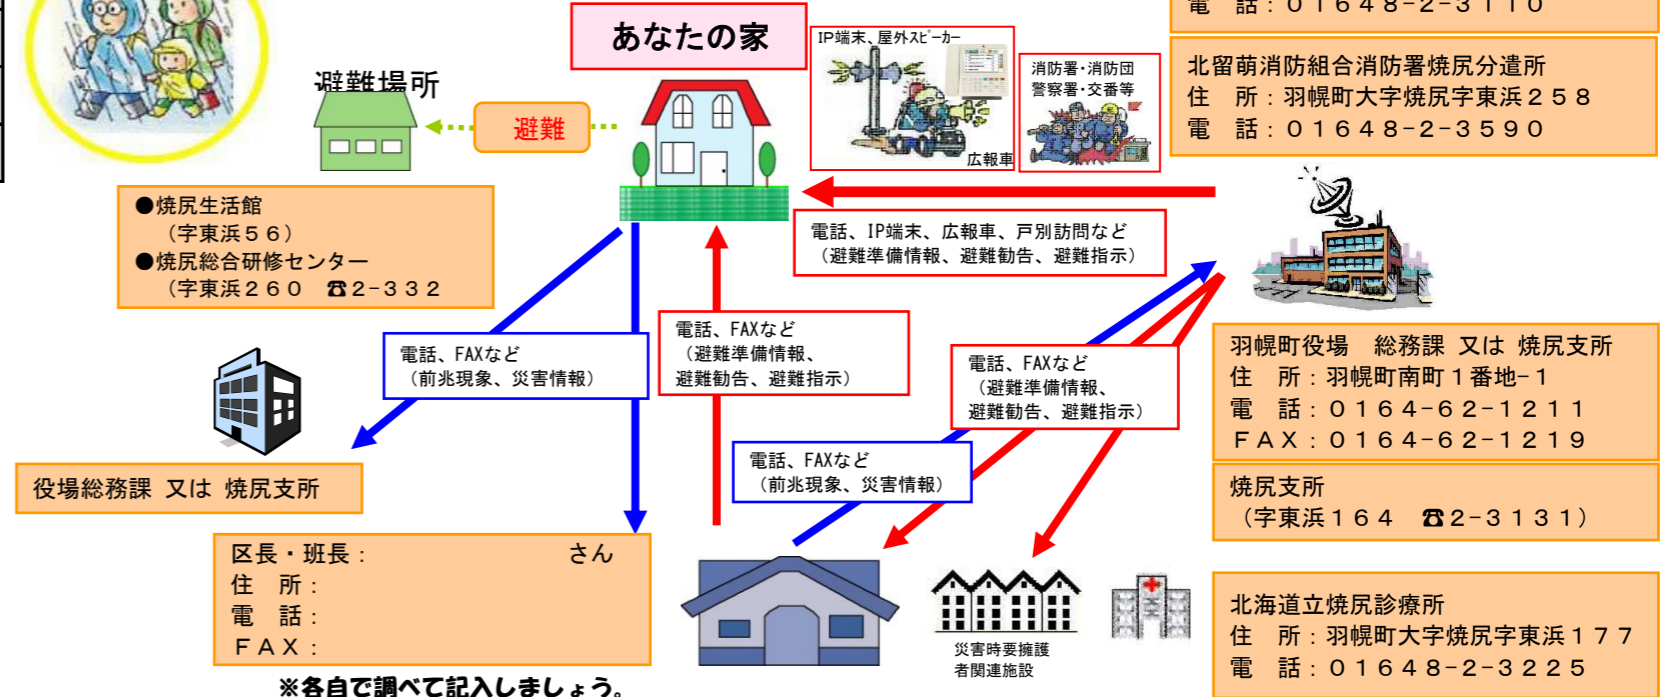 電　話：０１６４８-２-３１１０
あなたの家
IP端末、屋外スピーカー
広報車
消防署・消防団
警察署・交番等
北留萌消防組合消防署焼尻分遣所
住　所：羽幌町大字焼尻字東浜２５８
電　話：０１６４８-２-３５９０
避難場所
避難
●焼尻生活館
（字東浜５６）
●焼尻総合研修センター
（字東浜２６０　☎２-３３２
電話、IP端末、広報車、戸別訪問など
（避難準備情報、避難勧告、避難指示）
電話、FAXなど
（前兆現象、災害情報）
電話、FAXなど
（避難準備情報、
避難勧告、避難指示）
電話、FAXなど
（避難準備情報、
避難勧告、避難指示）
電話、FAXなど
（前兆現象、災害情報）
羽幌町役場　総務課 又は 焼尻支所
住　所：羽幌町南町１番地-１
電　話：０１６４-６２-１２１１
ＦＡＸ：０１６４-６２-１２１９
焼尻支所
（字東浜１６４　☎２-３１３１）
役場総務課 又は 焼尻支所
区長・班長：　　　　　　　　さん
住　所：
電　話：
ＦＡＸ：
※各自で調べて記入しましょう。
災害時要擁護
者関連施設
北海道立焼尻診療所
住　所：羽幌町大字焼尻字東浜１７７
電　話：０１６４８-２-３２２５